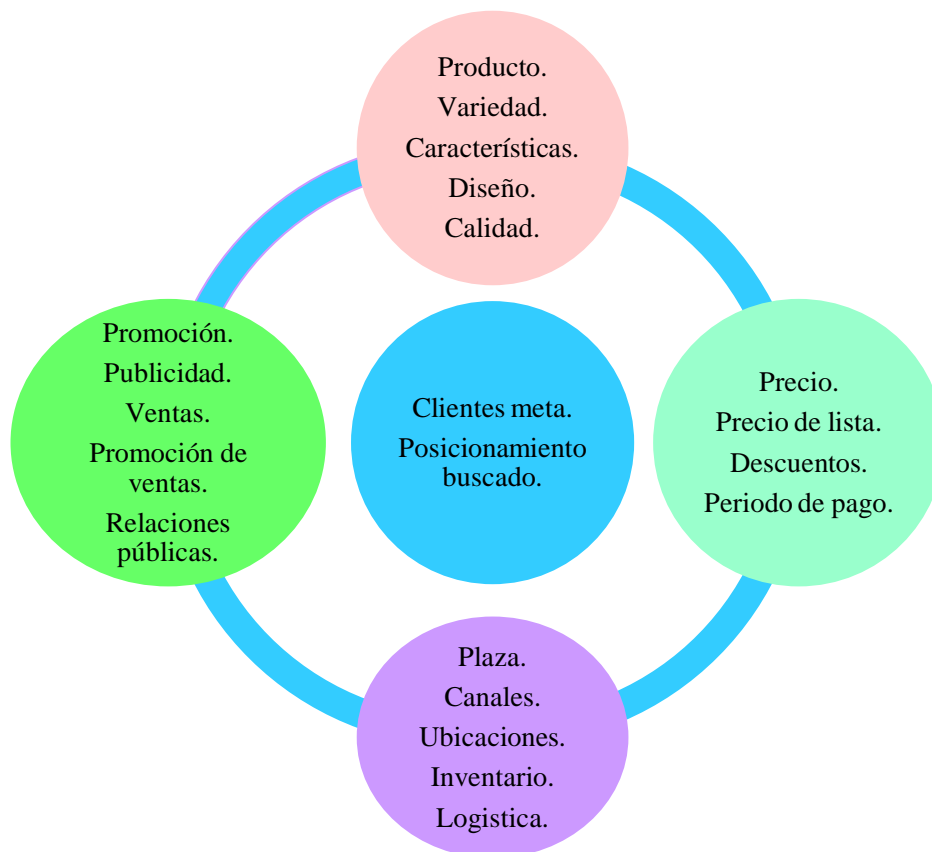 Producto.
Variedad.
Características.
Diseño.
Calidad.
Promoción.
Publicidad.
Ventas.
Promoción de
ventas.
Relaciones
públicas.
Clientes meta.
Posicionamiento
buscado.
Precio.
Precio de lista.
Descuentos.
Periodo de pago.
Plaza.
Canales.
Ubicaciones.
Inventario.
Logistica.